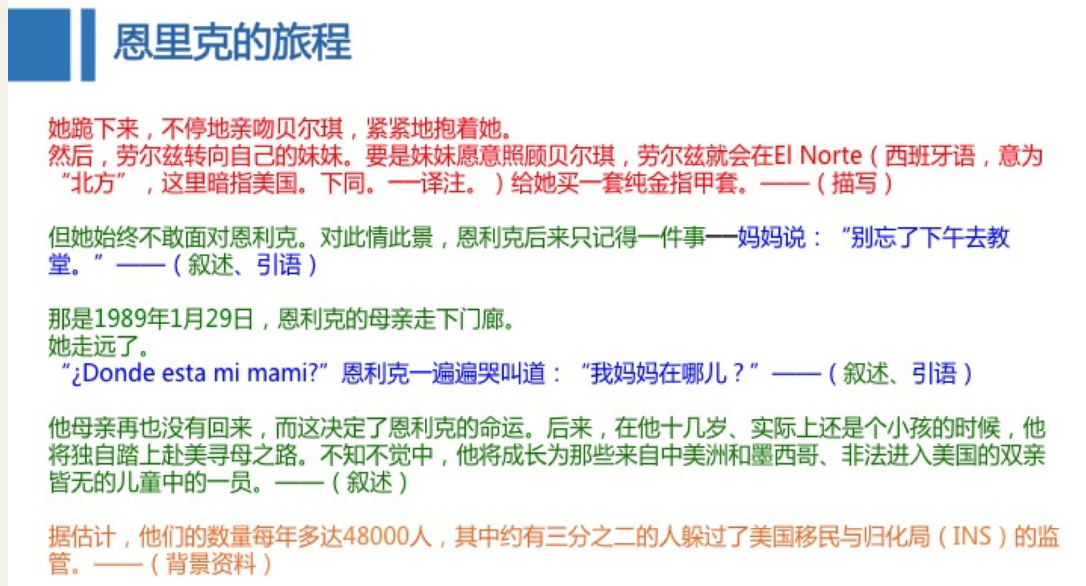 恩里克的旅程
她跪下来，不停地亲吻贝尔琪，紧紧地抱着她。
然后，劳尔兹转向自己的妹妹。要是妹妹愿意照顾贝尔琪，劳尔兹就会在El Norte（西班牙语，意为
“北方”，这里暗指美国。下同。——译注。）给她买一套纯金指甲套。——（描写）
但她始终不敢面对恩利克。对此情此景，恩利克后来只记得一件事——妈妈说：“别忘了下午去教
堂。”——（叙述、引语）
那是1989年1月29日，恩利克的母亲走下门廊。
她走远了。
“¿Donde esta mi mami?”恩利克一遍遍哭叫道：“我妈妈在哪儿？”——（叙述、引语）
他母亲再也没有回来，而这决定了恩利克的命运。后来，在他十几岁、实际上还是个小孩的时候，他
将独自踏上赴美寻母之路。不知不觉中，他将成长为那些来自中美洲和墨西哥、非法进入美国的双亲
皆无的儿童中的一员。——（叙述）
据估计，他们的数量每年多达48000人，其中约有三分之二的人躲过了美国移民与归化局（INS）的监
管。——（背景资料）